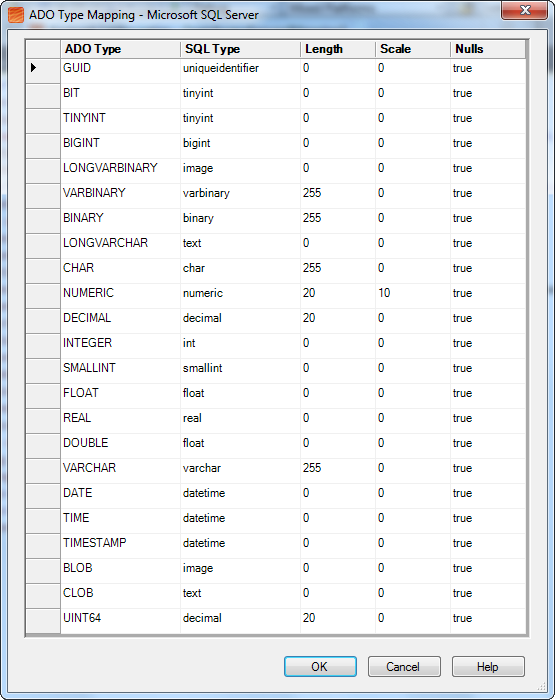 ADO Type Mapping - Microsoft SQL Server
ADO Type SQL Type Length Scale Nulls
GUID uniqueidentifier 0 0 true
BIT tinyint 0 0 true
TINYINT tinyint 0 0 true
BIGINT bigint 0 0 true
LONGVARBINARY image 0 0 true
VARBINARY varbinary 255 0 true
BINARY binary 255 0 true
LONGVARCHAR text 0 0 true
CHAR char 255 0 true
NUMERIC numeric 20 10 true
DECIMAL decimal 20 0 true
INTEGER int 0 0 true
SMALLINT smallint 0 0 true
FLOAT float 0 0 true
REAL real 0 0 true
DOUBLE float 0 0 true
VARCHAR varchar 255 0 true
DATE datetime 0 0 true
TIME datetime 0 0 true
TIMESTAMP datetime 0 0 true
BLOB image 0 0 true
CLOB text 0 0 true
UINT64 decimal 20 0 true
OK Cancel Help